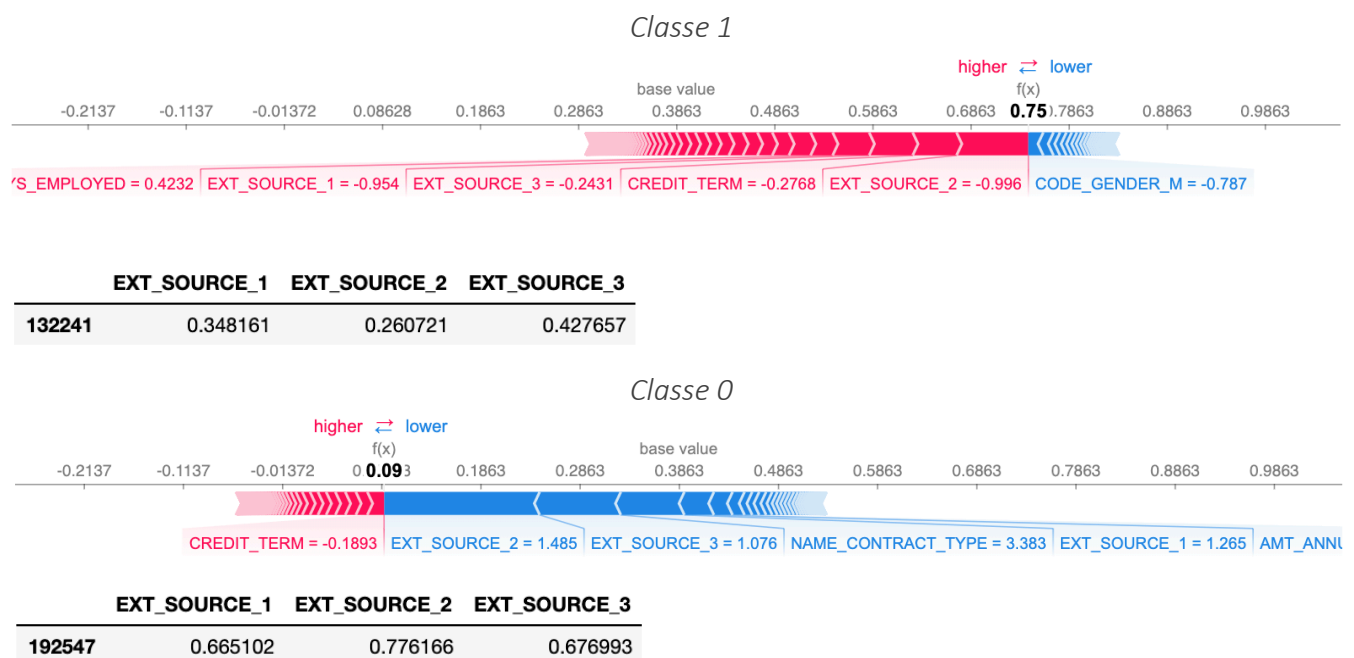 Classe 1
higher ⇄ lower
base value f(x)
-0.2137 -0.1137 -0.01372 0.08628 0.1863 0.2863 0.3863 0.4863 0.5863 0.6863 0.75 0.7863 0.8863 0.9863
'S_EMPLOYED = 0.4232 EXT_SOURCE_1 = -0.954 EXT_SOURCE_3 = -0.2431 CREDIT_TERM = -0.2768 EXT_SOURCE_2 = -0.996 CODE_GENDER_M = -0.787
EXT_SOURCE_1 EXT_SOURCE_2 EXT_SOURCE_3
132241 0.348161 0.260721 0.427657
Classe 0
higher ⇄ lower
f(x) base value
-0.2137 -0.1137 -0.01372 0.09 0.1863 0.2863 0.3863 0.4863 0.5863 0.6863 0.7863 0.8863 0.9863
CREDIT_TERM = -0.1893 EXT_SOURCE_2 = 1.485 EXT_SOURCE_3 = 1.076 NAME_CONTRACT_TYPE = 3.383 EXT_SOURCE_1 = 1.265 AMT_ANNU
EXT_SOURCE_1 EXT_SOURCE_2 EXT_SOURCE_3
192547 0.665102 0.776166 0.676993